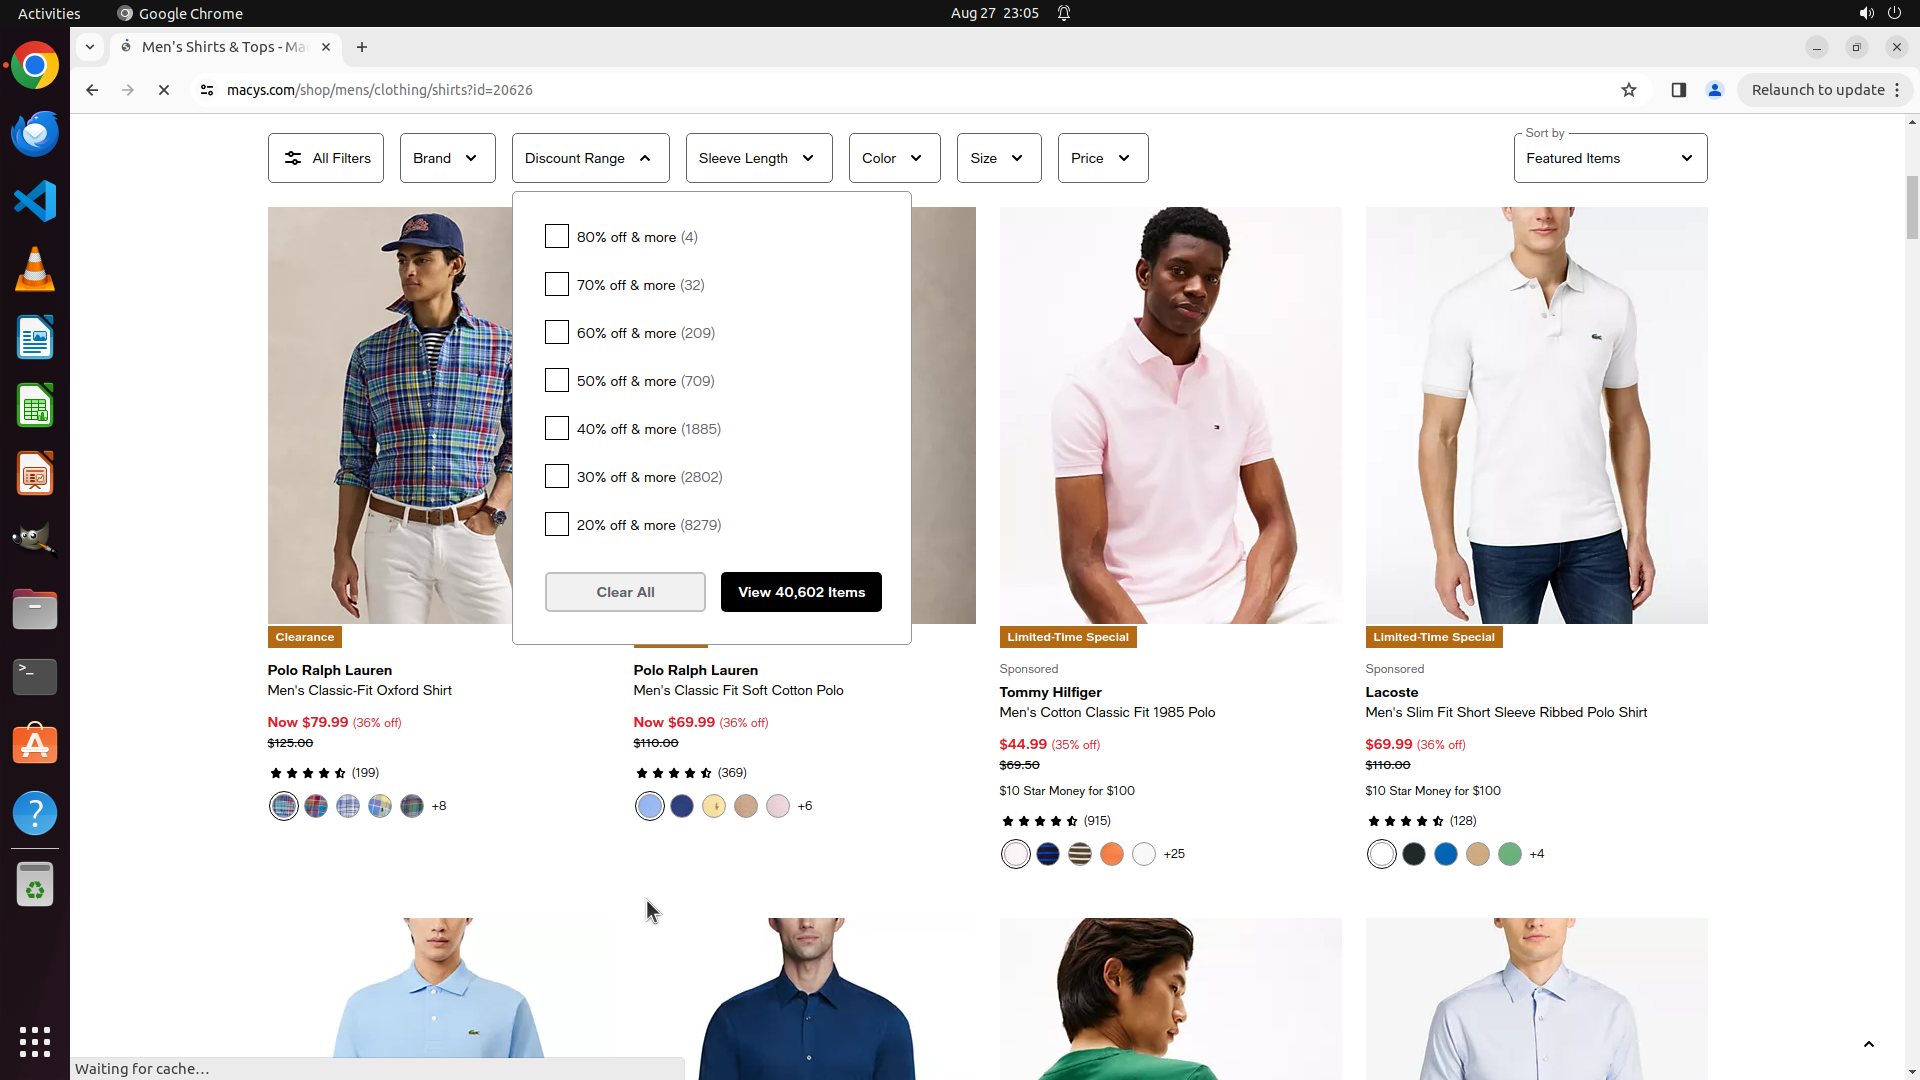 Activities
Google Chrome
Aug 27 23:05
Men's Shirts & Tops - Ma
macys.com/shop/mens/clothing/shirts?id=20626
Relaunch to update
All Filters
Brand
Discount Range
Sleeve Length
Color
Size
Price
Sort by
Featured Items
80% off & more (4)
70% off & more (32)
60% off & more (209)
50% off & more (709)
40% off & more (1885)
30% off & more (2802)
20% off & more (8279)
Clear All
View 40,602 Items
Clearance
Polo Ralph Lauren
Men's Classic-Fit Oxford Shirt
Now $79.99 (36% off)
$125.00
(199)
+8
Polo Ralph Lauren
Men's Classic Fit Soft Cotton Polo
Now $69.99 (36% off)
$110.00
(369)
+6
Limited-Time Special
Sponsored
Tommy Hilfiger
Men's Cotton Classic Fit 1985 Polo
$44.99 (35% off)
$69.50
$10 Star Money for $100
(915)
+25
Limited-Time Special
Sponsored
Lacoste
Men's Slim Fit Short Sleeve Ribbed Polo Shirt
$69.99 (36% off)
$110.00
$10 Star Money for $100
(128)
+4
Waiting for cache…